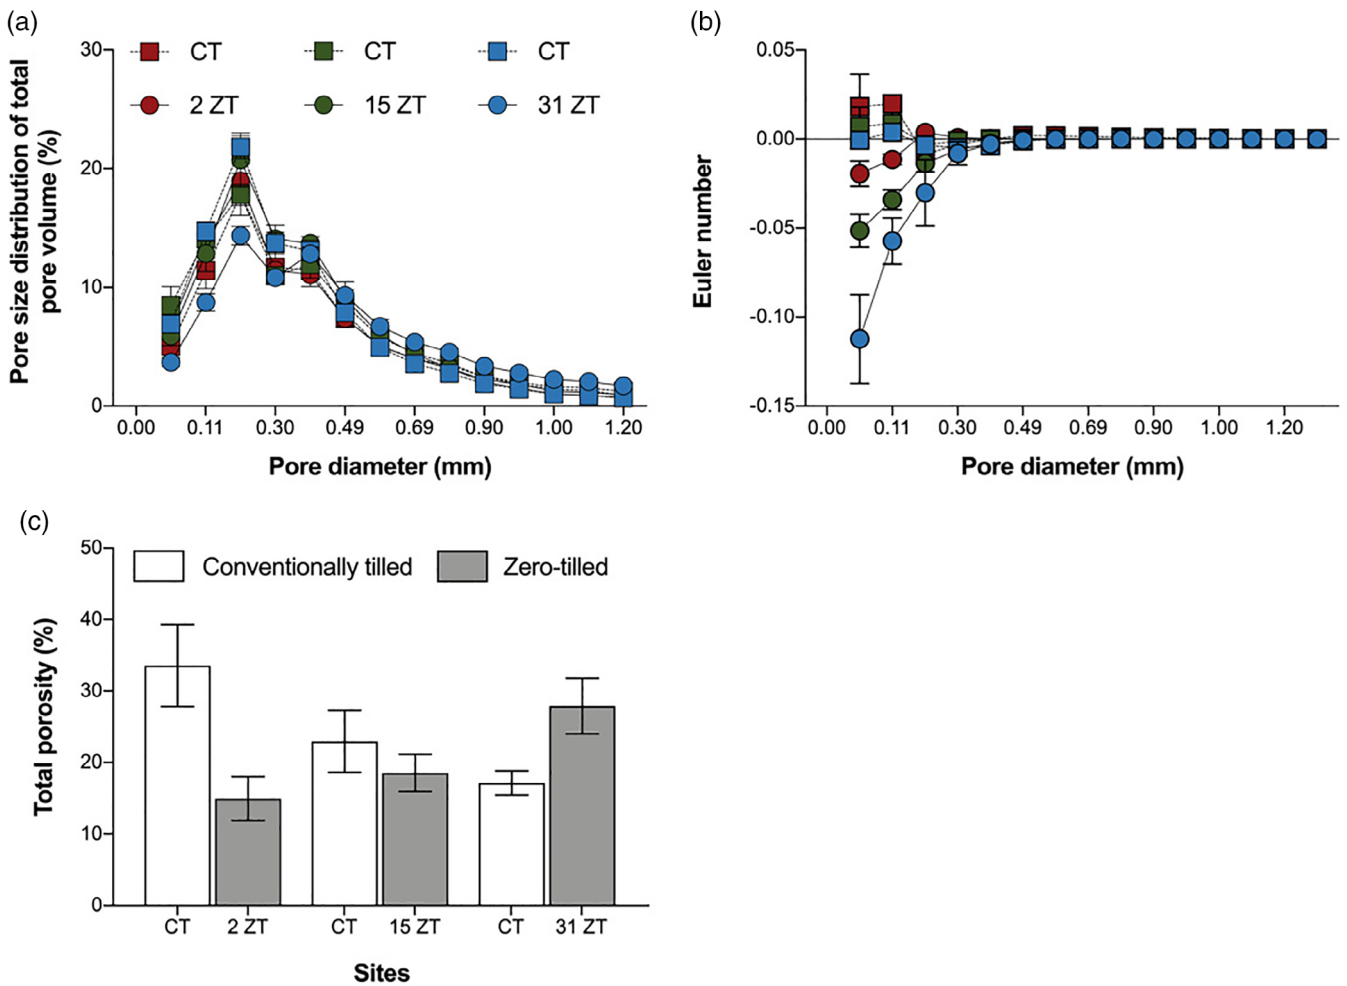 (a)
Pore size distribution of total
pore volume (%)
30
20
10
0
CT
CT
CT
2 ZT
15 ZT
31 ZT
0.00 0.11 0.30 0.49 0.69 0.90 1.00 1.20
Pore diameter (mm)
(b)
Euler number
0.05
0.00
-0.05
-0.10
-0.15
0.00 0.11 0.30 0.49 0.69 0.90 1.00 1.20
Pore diameter (mm)
(c)
Total porosity (%)
50
40
30
20
10
0
Conventionally tilled
Zero-tilled
CT 2 ZT CT 15 ZT CT 31 ZT
Sites